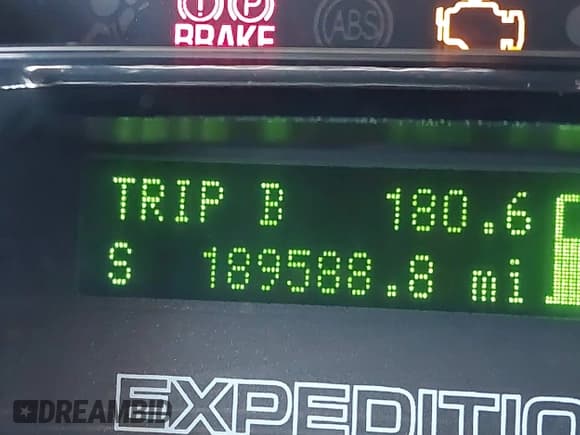 (!) (P) ABS
BRAKE
TRIP B 180.6
S 189588.8 mi
EXPEDITIO
DREAMBID